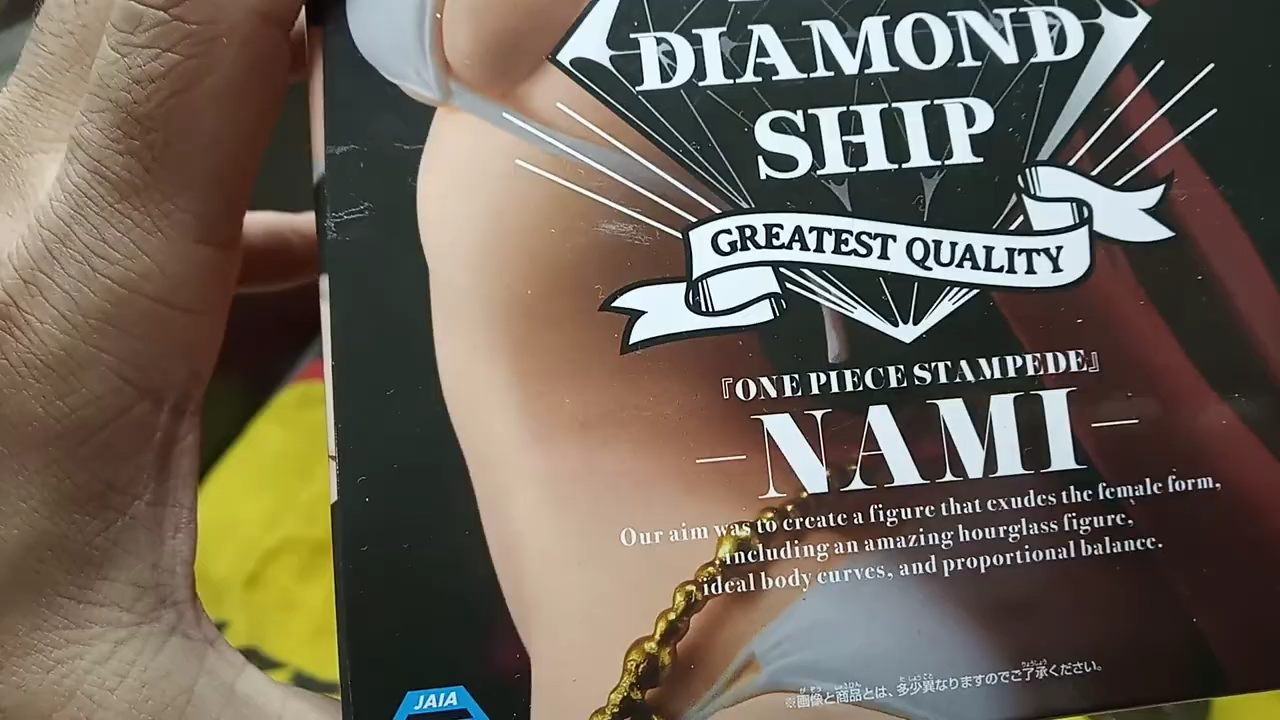 DIAMOND
SHIP
GREATEST QUALITY
『ONE PIECE STAMPEDE』
NAMI
Our aim was to create a figure that exudes the female form,
including an amazing hourglass figure,
ideal body curves, and proportional balance.
※画像と商品とは、多少異なりますのでご了承ください。
JAIA